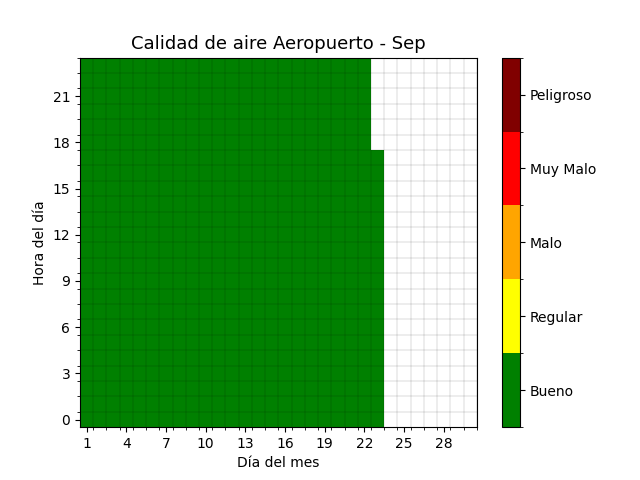 Calidad de aire Aeropuerto - Sep
Hora del día
21
18
15
12
9
6
3
0
1 4 7 10 13 16 19 22 25 28
Día del mes
Peligroso
Muy Malo
Malo
Regular
Bueno